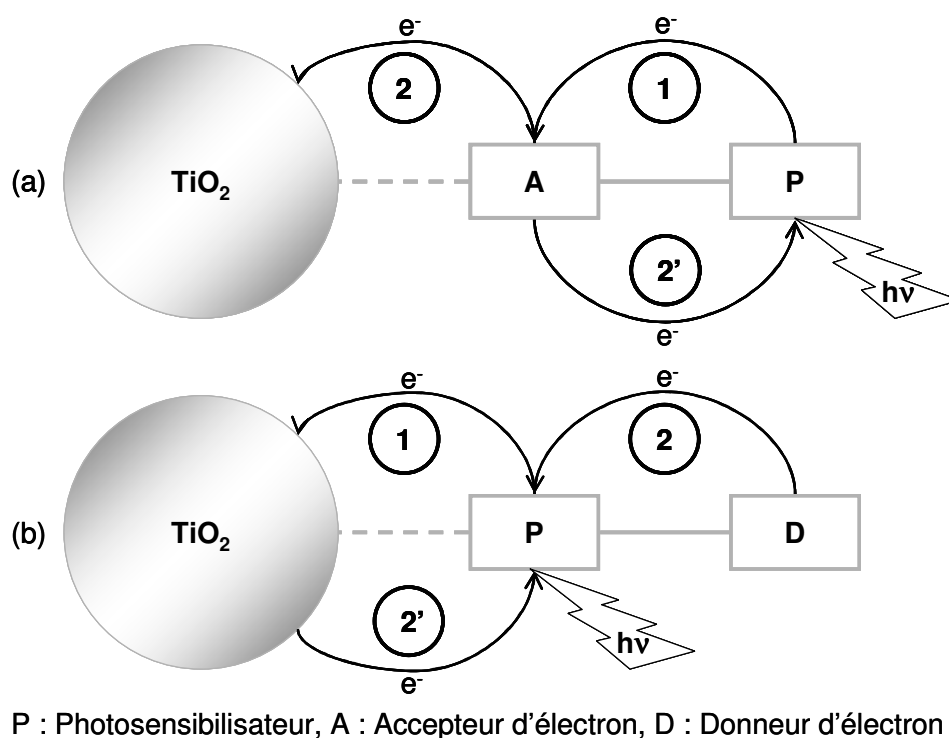 e⁻ e⁻
2 1
(a) TiO₂ A P
2'
hν
e⁻
e⁻ e⁻
1 2
(b) TiO₂ P D
2'
hν
e⁻
P : Photosensibilisateur, A : Accepteur d'électron, D : Donneur d'électron